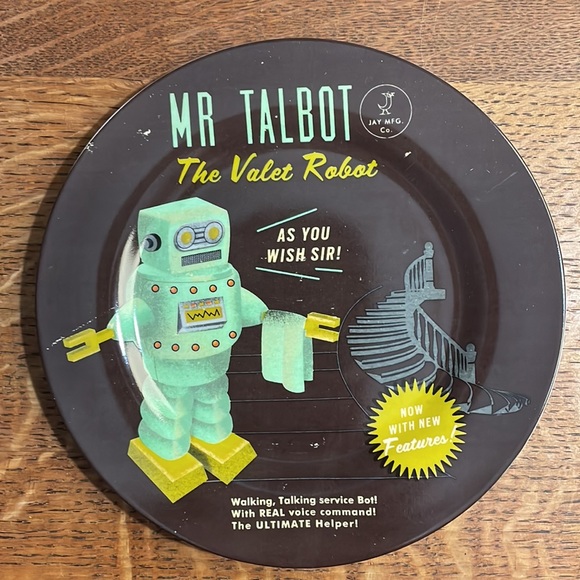 MR TALBOT
JAY MFG.
Co.
The Valet Robot
AS YOU
WISH SIR!
NOW
WITH NEW
Features!
Walking, Talking service Bot!
With REAL voice command!
The ULTIMATE Helper!